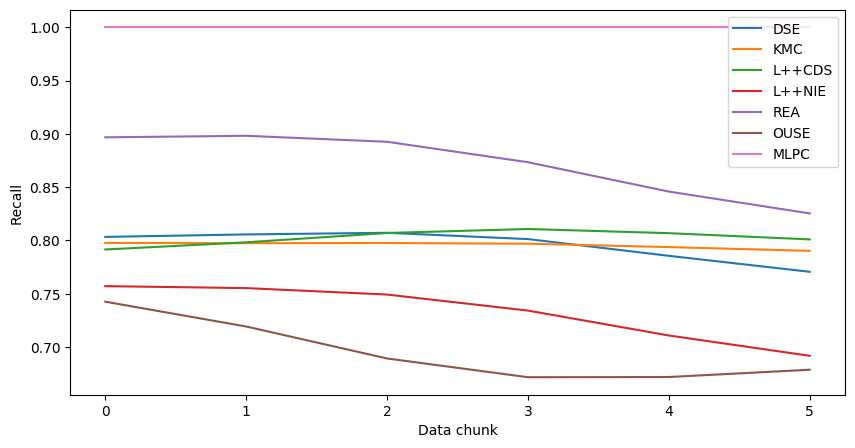 1.00
0.95
0.90
0.85
0.80
0.75
0.70
Recall
0
1
2
3
4
5
Data chunk
DSE
KMC
L++CDS
L++NIE
REA
OUSE
MLPC